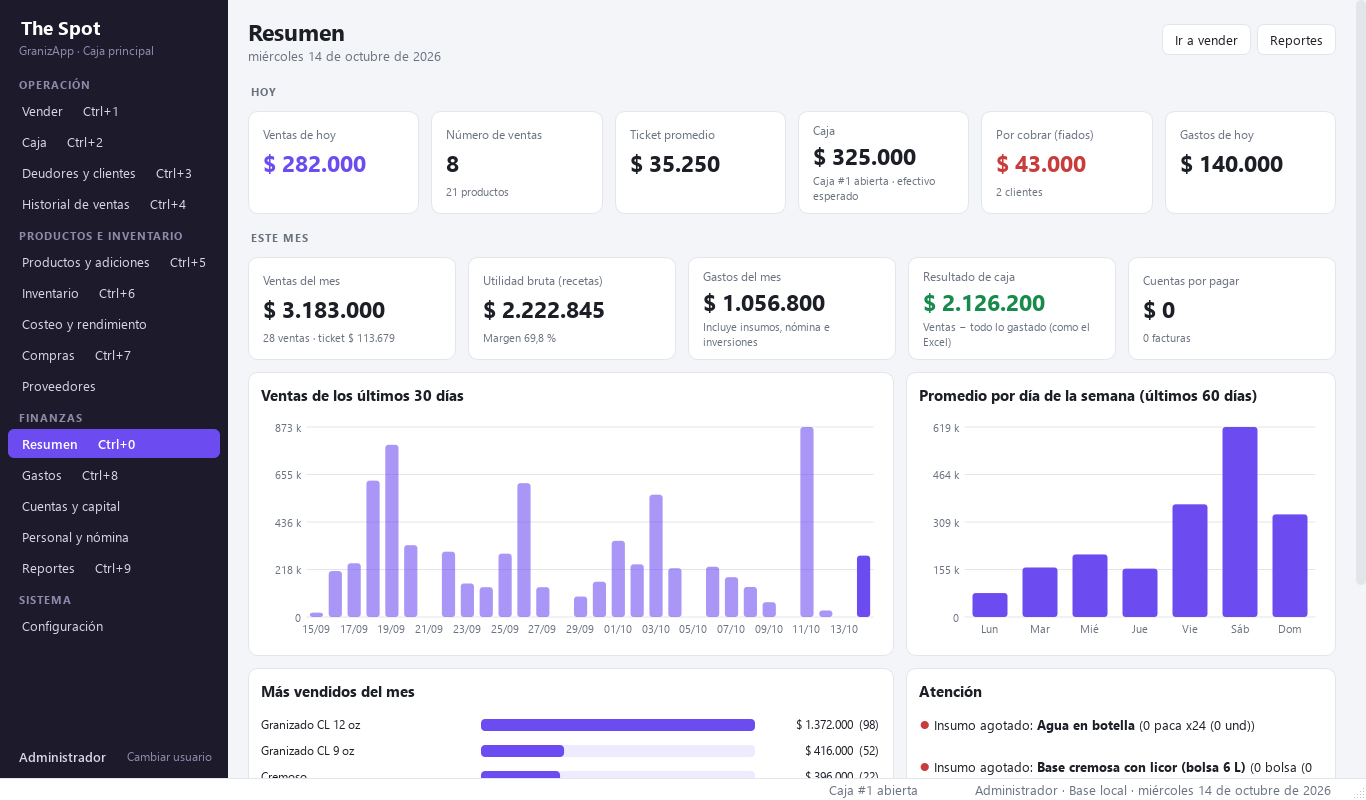 The Spot
GranizApp · Caja principal
OPERACIÓN
Vender Ctrl+1
Caja Ctrl+2
Deudores y clientes Ctrl+3
Historial de ventas Ctrl+4
PRODUCTOS E INVENTARIO
Productos y adiciones Ctrl+5
Inventario Ctrl+6
Costeo y rendimiento
Compras Ctrl+7
Proveedores
FINANZAS
Resumen Ctrl+0
Gastos Ctrl+8
Cuentas y capital
Personal y nómina
Reportes Ctrl+9
SISTEMA
Configuración
Administrador Cambiar usuario
Resumen
miércoles 14 de octubre de 2026
Ir a vender
Reportes
HOY
Ventas de hoy
$ 282.000
Número de ventas
8
21 productos
Ticket promedio
$ 35.250
Caja
$ 325.000
Caja #1 abierta · efectivo
esperado
Por cobrar (fiados)
$ 43.000
2 clientes
Gastos de hoy
$ 140.000
ESTE MES
Ventas del mes
$ 3.183.000
28 ventas · ticket $ 113.679
Utilidad bruta (recetas)
$ 2.222.845
Margen 69,8 %
Gastos del mes
$ 1.056.800
Incluye insumos, nómina e
inversiones
Resultado de caja
$ 2.126.200
Ventas − todo lo gastado (como el
Excel)
Cuentas por pagar
$ 0
0 facturas
Ventas de los últimos 30 días
873 k
655 k
436 k
218 k
0
15/09 17/09 19/09 21/09 23/09 25/09 27/09 29/09 01/10 03/10 05/10 07/10 09/10 11/10 13/10
Promedio por día de la semana (últimos 60 días)
619 k
464 k
309 k
155 k
0
Lun Mar Mié Jue Vie Sáb Dom
Más vendidos del mes
Granizado CL 12 oz $ 1.372.000 (98)
Granizado CL 9 oz $ 416.000 (52)
Cremoso $ 396.000 (22)
Atención
Insumo agotado: Agua en botella (0 paca x24 (0 und))
Insumo agotado: Base cremosa con licor (bolsa 6 L) (0 bolsa (0
Caja #1 abierta
Administrador · Base local · miércoles 14 de octubre de 2026